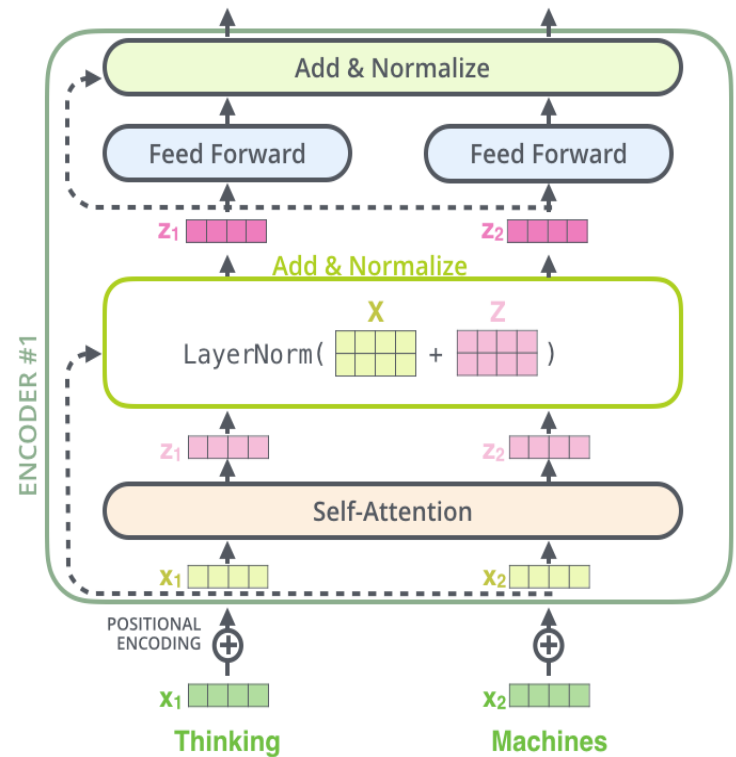 Add & Normalize
Feed Forward
Feed Forward
z1
z2
Add & Normalize
X
Z
LayerNorm( + )
z1
z2
Self-Attention
x1
x2
ENCODER #1
POSITIONAL
ENCODING
x1
x2
Thinking
Machines